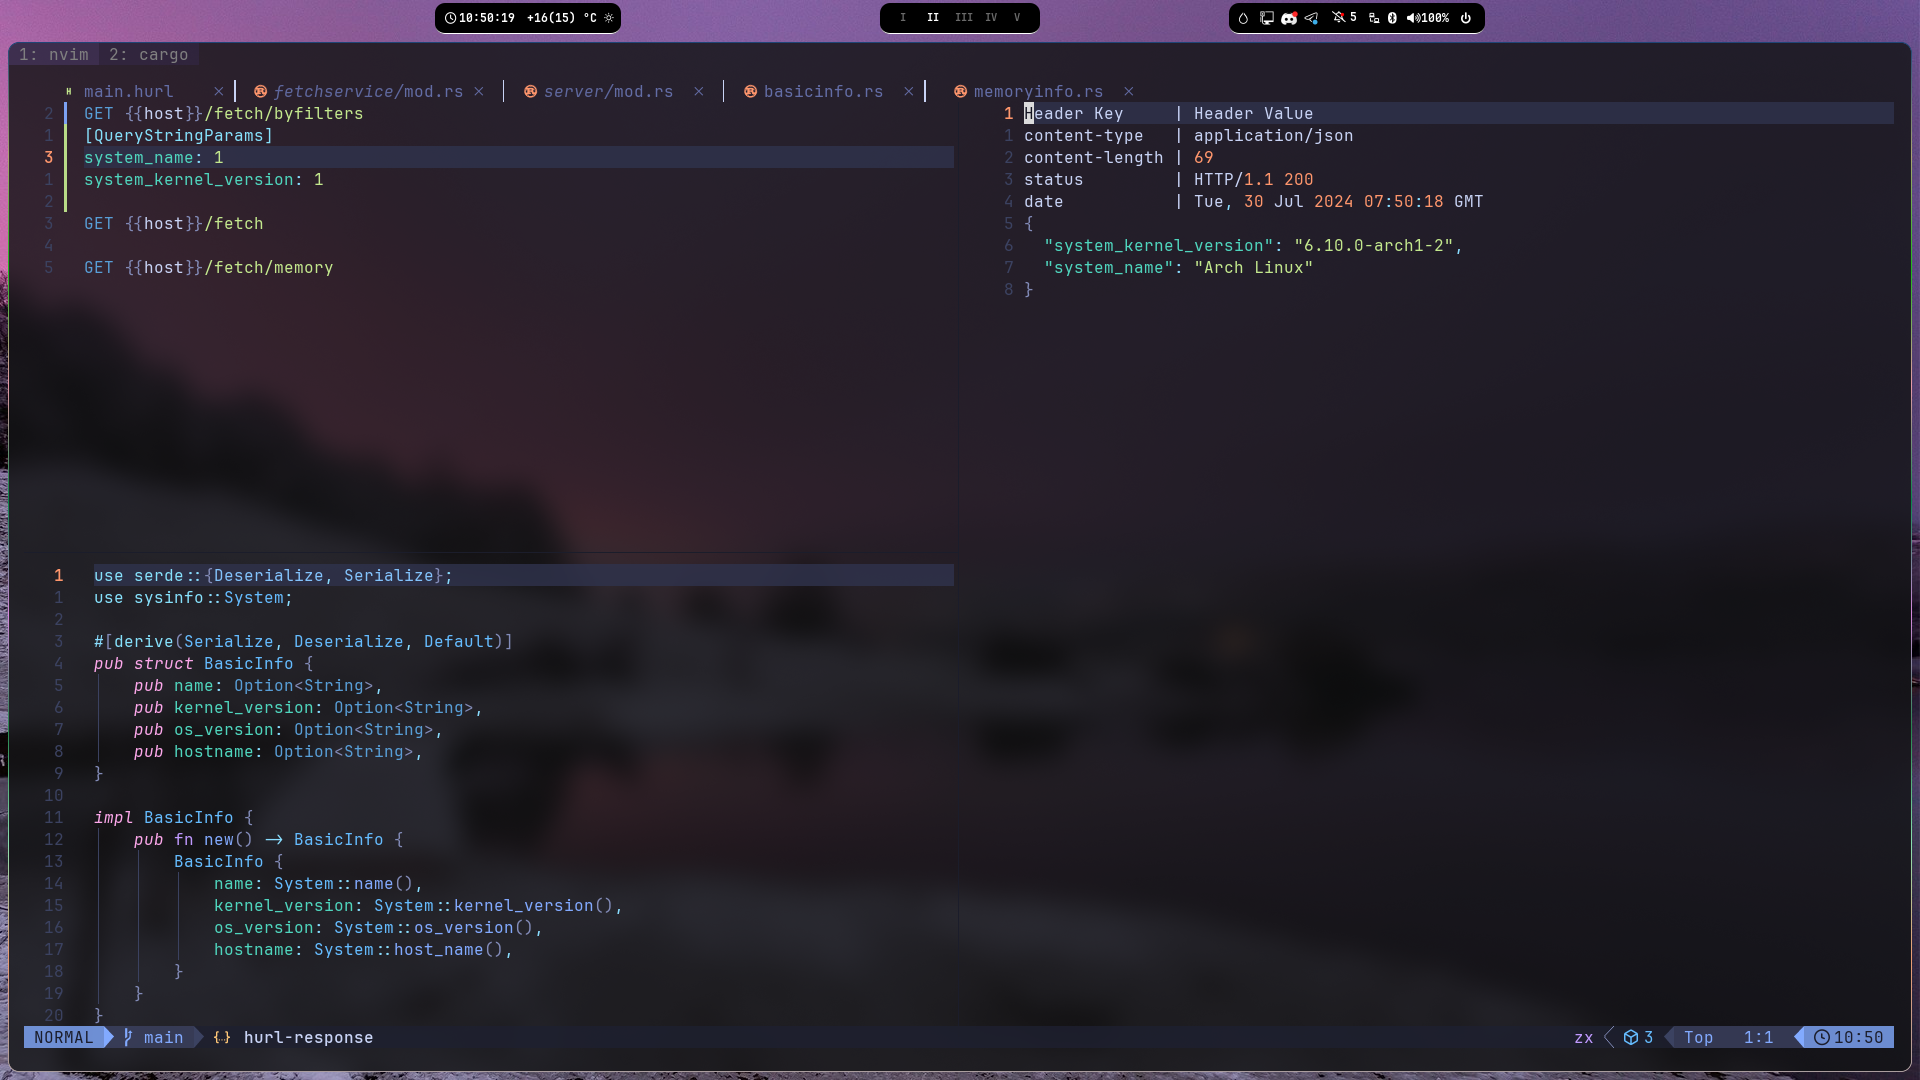 10:50:19 +16(15) °C
I II III IV V
5 100%
1: nvim 2: cargo
main.hurl × fetchservice/mod.rs × server/mod.rs × basicinfo.rs × memoryinfo.rs ×
2 GET {{host}}/fetch/byfilters
1 [QueryStringParams]
3 system_name: 1
1 system_kernel_version: 1
2
3 GET {{host}}/fetch
4
5 GET {{host}}/fetch/memory
1 Header Key | Header Value
1 content-type | application/json
2 content-length | 69
3 status | HTTP/1.1 200
4 date | Tue, 30 Jul 2024 07:50:18 GMT
5 {
6 "system_kernel_version": "6.10.0-arch1-2",
7 "system_name": "Arch Linux"
8 }
1 use serde::{Deserialize, Serialize};
1 use sysinfo::System;
2
3 #[derive(Serialize, Deserialize, Default)]
4 pub struct BasicInfo {
5 pub name: Option<String>,
6 pub kernel_version: Option<String>,
7 pub os_version: Option<String>,
8 pub hostname: Option<String>,
9 }
10
11 impl BasicInfo {
12 pub fn new() -> BasicInfo {
13 BasicInfo {
14 name: System::name(),
15 kernel_version: System::kernel_version(),
16 os_version: System::os_version(),
17 hostname: System::host_name(),
18 }
19 }
20 }
NORMAL main {..} hurl-response zx 3 Top 1:1 10:50